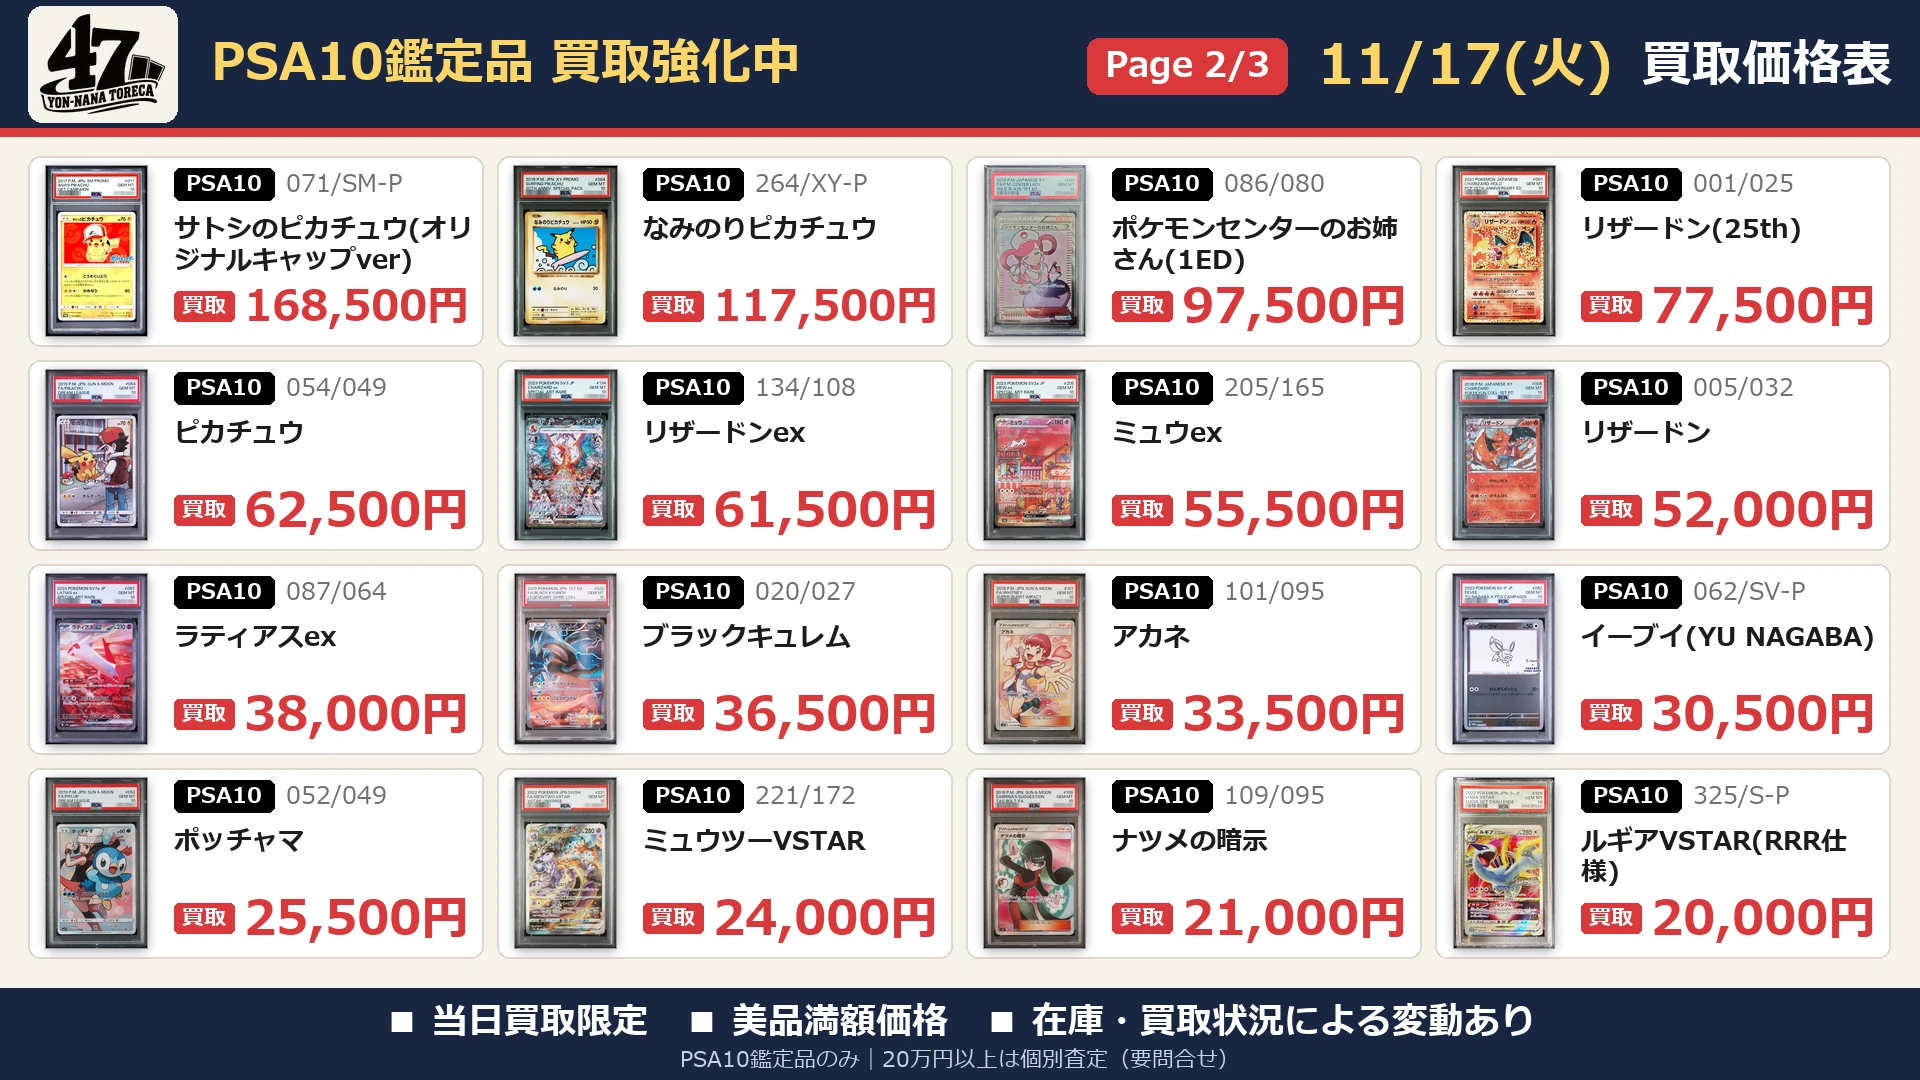 47
YON-NANA TORECA
PSA10鑑定品 買取強化中
Page 2/3
11/17(火) 買取価格表
PSA10 071/SM-P
サトシのピカチュウ(オリ
ジナルキャップver)
買取 168,500円
PSA10 264/XY-P
なみのりピカチュウ
買取 117,500円
PSA10 086/080
ポケモンセンターのお姉
さん(1ED)
買取 97,500円
PSA10 001/025
リザードン(25th)
買取 77,500円
PSA10 054/049
ピカチュウ
買取 62,500円
PSA10 134/108
リザードンex
買取 61,500円
PSA10 205/165
ミュウex
買取 55,500円
PSA10 005/032
リザードン
買取 52,000円
PSA10 087/064
ラティアスex
買取 38,000円
PSA10 020/027
ブラックキュレム
買取 36,500円
PSA10 101/095
アカネ
買取 33,500円
PSA10 062/SV-P
イーブイ(YU NAGABA)
買取 30,500円
PSA10 052/049
ポッチャマ
買取 25,500円
PSA10 221/172
ミュウツーVSTAR
買取 24,000円
PSA10 109/095
ナツメの暗示
買取 21,000円
PSA10 325/S-P
ルギアVSTAR(RRR仕
様)
買取 20,000円
■ 当日買取限定 ■ 美品満額価格 ■ 在庫・買取状況による変動あり
PSA10鑑定品のみ｜20万円以上は個別査定（要問合せ）